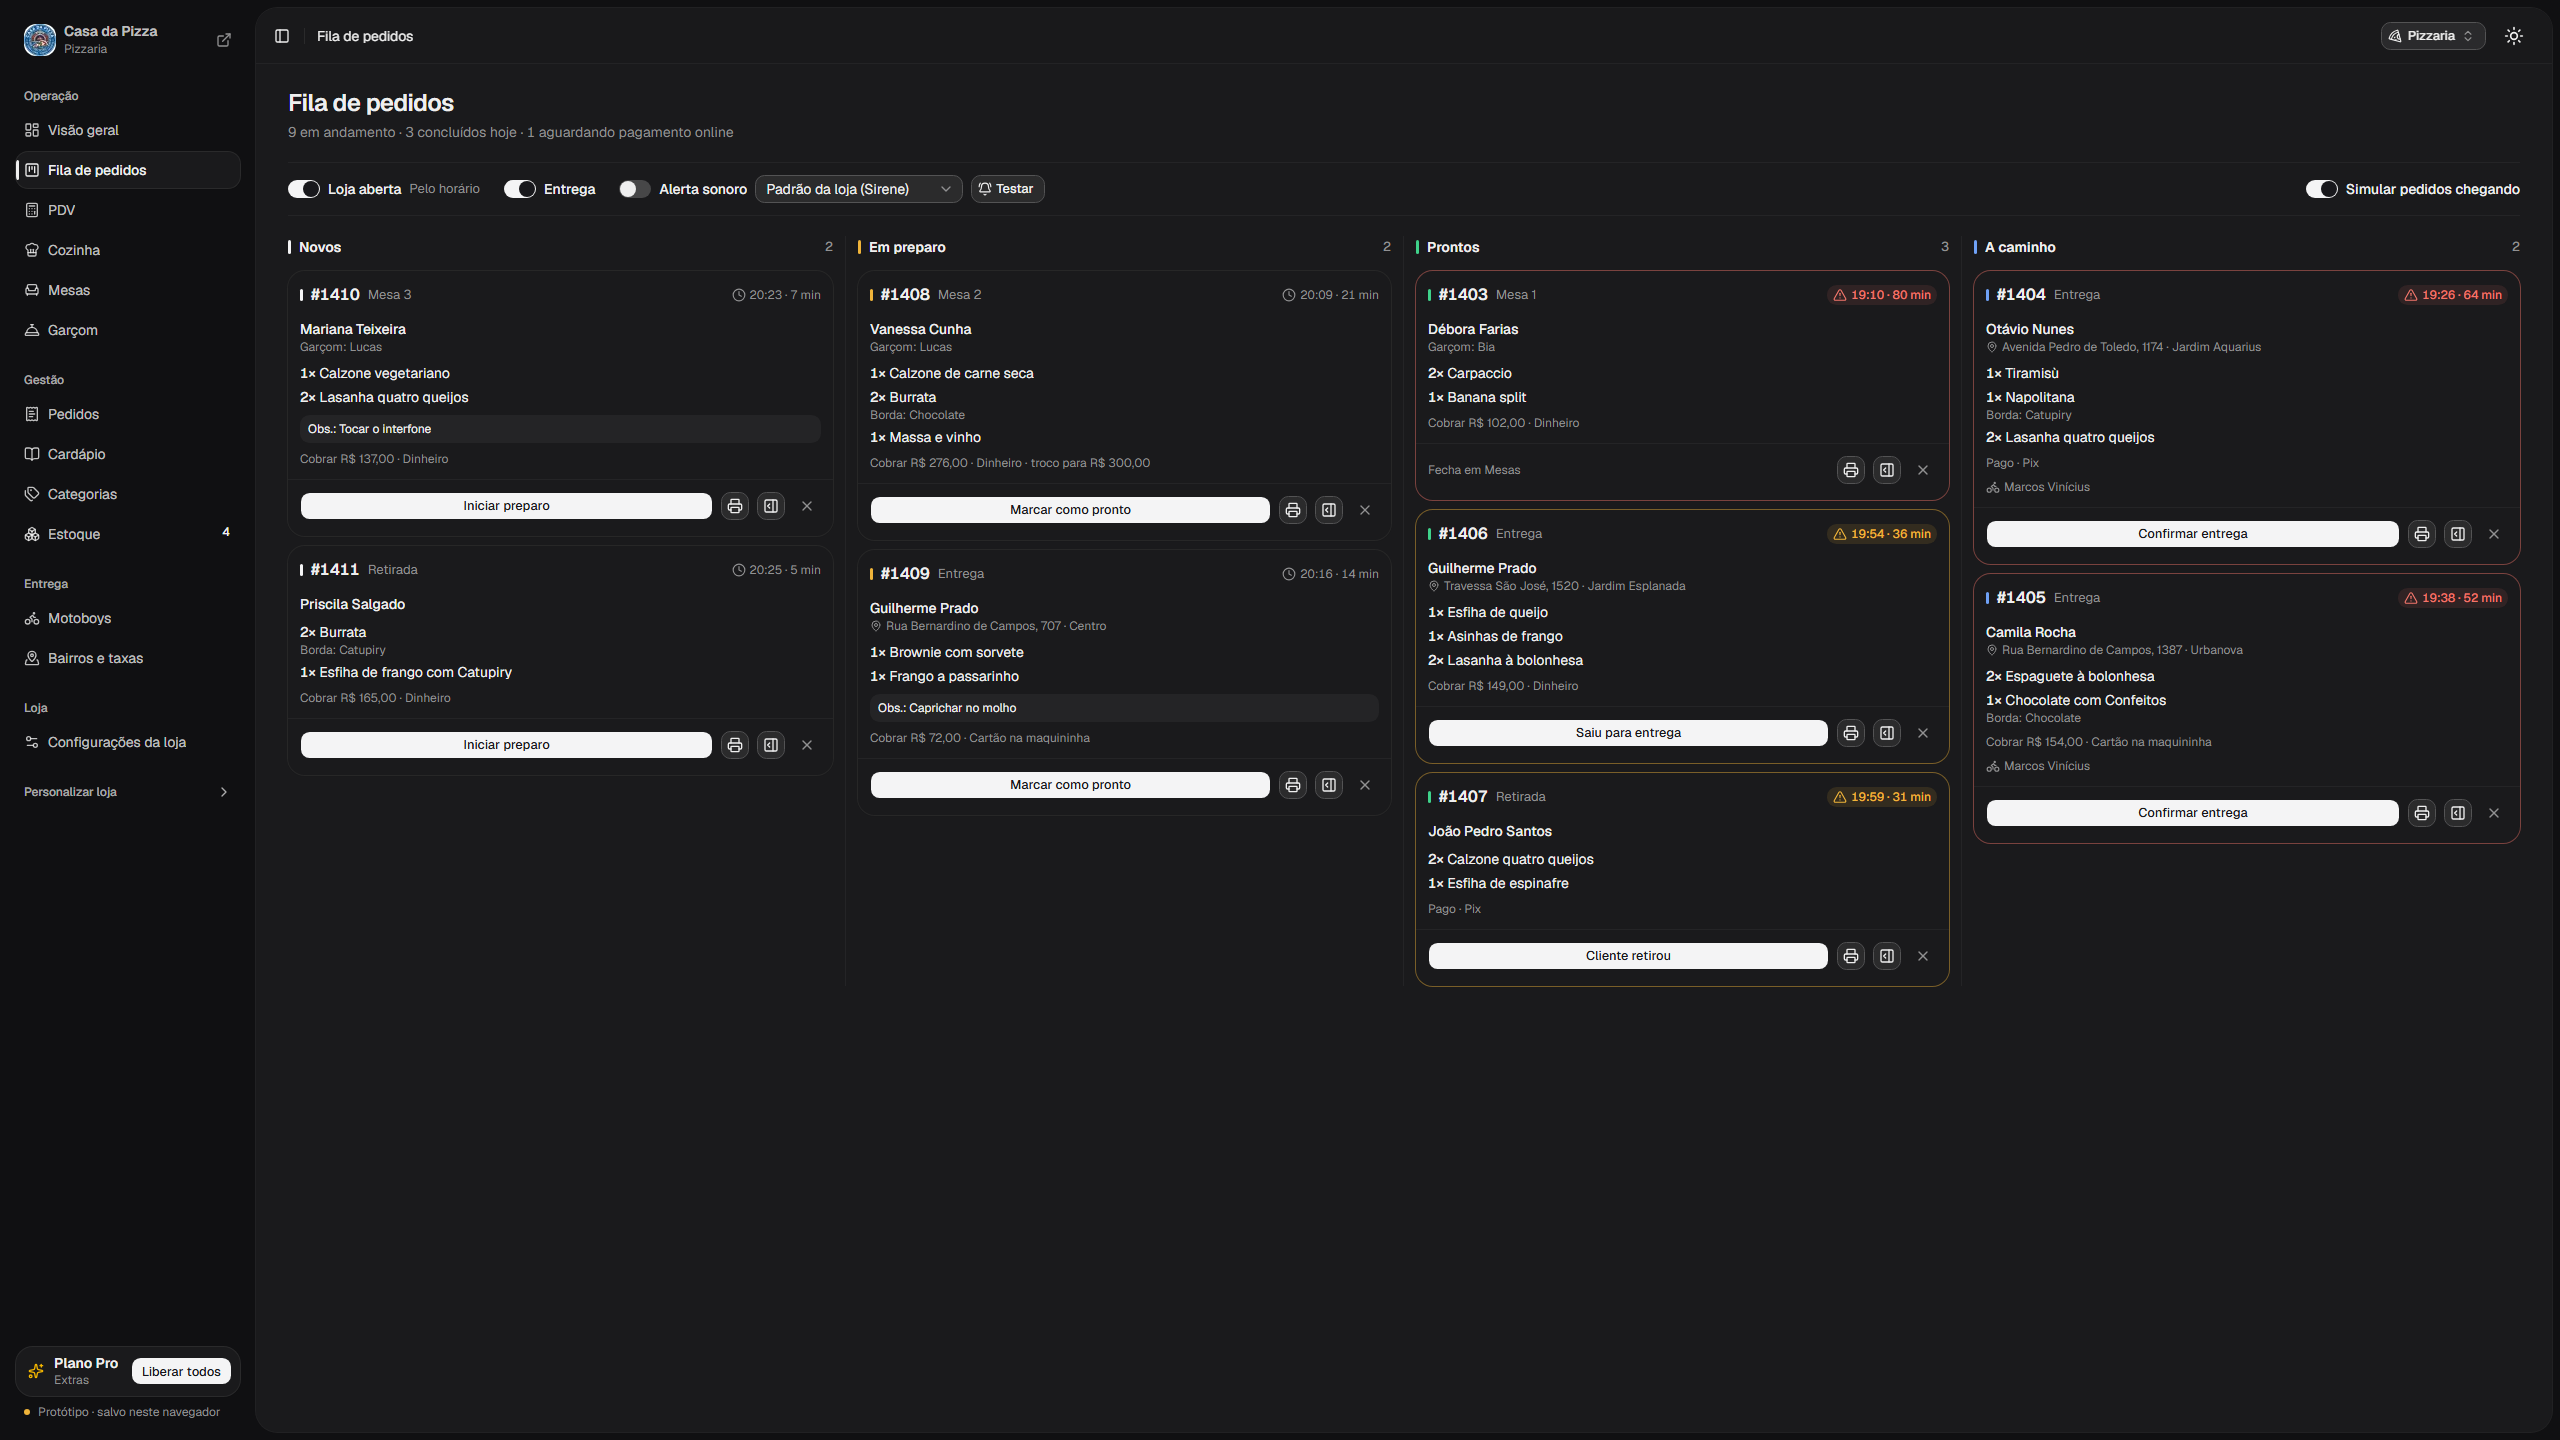 Casa da Pizza
Pizzaria
Operação
Visão geral
Fila de pedidos
PDV
Cozinha
Mesas
Garçom
Gestão
Pedidos
Cardápio
Categorias
Estoque 4
Entrega
Motoboys
Bairros e taxas
Loja
Configurações da loja
Personalizar loja
Plano Pro
Extras
Liberar todos
Protótipo · salvo neste navegador
Fila de pedidos
Pizzaria
Fila de pedidos
9 em andamento · 3 concluídos hoje · 1 aguardando pagamento online
Loja aberta Pelo horário Entrega Alerta sonoro Padrão da loja (Sirene) Testar Simular pedidos chegando
Novos 2
#1410 Mesa 3 20:23 · 7 min
Mariana Teixeira
Garçom: Lucas
1× Calzone vegetariano
2× Lasanha quatro queijos
Obs.: Tocar o interfone
Cobrar R$ 137,00 · Dinheiro
Iniciar preparo
#1411 Retirada 20:25 · 5 min
Priscila Salgado
2× Burrata
Borda: Catupiry
1× Esfiha de frango com Catupiry
Cobrar R$ 165,00 · Dinheiro
Iniciar preparo
Em preparo 2
#1408 Mesa 2 20:09 · 21 min
Vanessa Cunha
Garçom: Lucas
1× Calzone de carne seca
2× Burrata
Borda: Chocolate
1× Massa e vinho
Cobrar R$ 276,00 · Dinheiro · troco para R$ 300,00
Marcar como pronto
#1409 Entrega 20:16 · 14 min
Guilherme Prado
Rua Bernardino de Campos, 707 · Centro
1× Brownie com sorvete
1× Frango a passarinho
Obs.: Caprichar no molho
Cobrar R$ 72,00 · Cartão na maquininha
Marcar como pronto
Prontos 3
#1403 Mesa 1 19:10 · 80 min
Débora Farias
Garçom: Bia
2× Carpaccio
1× Banana split
Cobrar R$ 102,00 · Dinheiro
Fecha em Mesas
#1406 Entrega 19:54 · 36 min
Guilherme Prado
Travessa São José, 1520 · Jardim Esplanada
1× Esfiha de queijo
1× Asinhas de frango
2× Lasanha à bolonhesa
Cobrar R$ 149,00 · Dinheiro
Saiu para entrega
#1407 Retirada 19:59 · 31 min
João Pedro Santos
2× Calzone quatro queijos
1× Esfiha de espinafre
Pago · Pix
Cliente retirou
A caminho 2
#1404 Entrega 19:26 · 64 min
Otávio Nunes
Avenida Pedro de Toledo, 1174 · Jardim Aquarius
1× Tiramisù
1× Napolitana
Borda: Catupiry
2× Lasanha quatro queijos
Pago · Pix
Marcos Vinícius
Confirmar entrega
#1405 Entrega 19:38 · 52 min
Camila Rocha
Rua Bernardino de Campos, 1387 · Urbanova
2× Espaguete à bolonhesa
1× Chocolate com Confeitos
Borda: Chocolate
Cobrar R$ 154,00 · Cartão na maquininha
Marcos Vinícius
Confirmar entrega